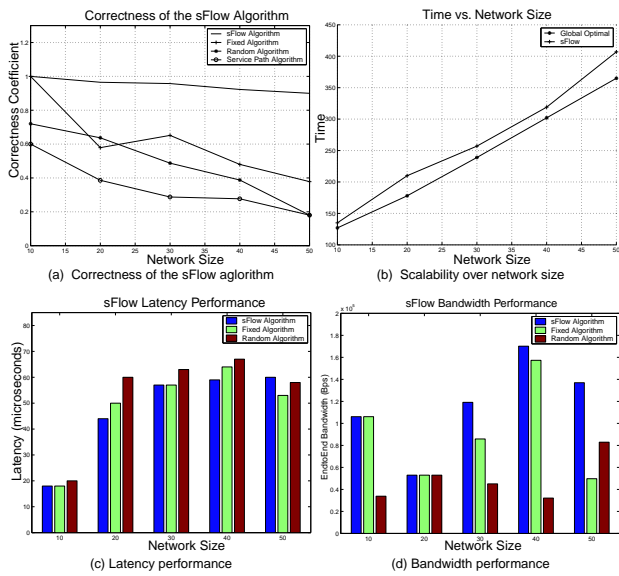 Correctness of the sFlow Algorithm
sFlow Algorithm
Fixed Algorithm
Random Algorithm
Service Path Algorithm
Correctness Coefficient
1.2
1
0.8
0.6
0.4
0.2
0
10 15 20 25 30 35 40 45 50
Network Size
(a) Correctness of the sFlow aglorithm
Time vs. Network Size
Global Optimal
sFlow
Time
450
400
350
300
250
200
150
100
10 15 20 25 30 35 40 45 50
Network Size
(b) Scalability over network size
sFlow Latency Performance
sFlow Algorithm
Fixed Algorithm
Random Algorithm
Latency (microseconds)
80
70
60
50
40
30
20
10
0
10 20 30 40 50
Network Size
(c) Latency performance
sFlow Bandwidth Performance
sFlow Algorithm
Fixed Algorithm
Random Algorithm
EndtoEnd Bandwidth (Bps)
2
1.8
1.6
1.4
1.2
1
0.8
0.6
0.4
0.2
0
10 20 30 40 50
Network Size
(d) Bandwidth performance